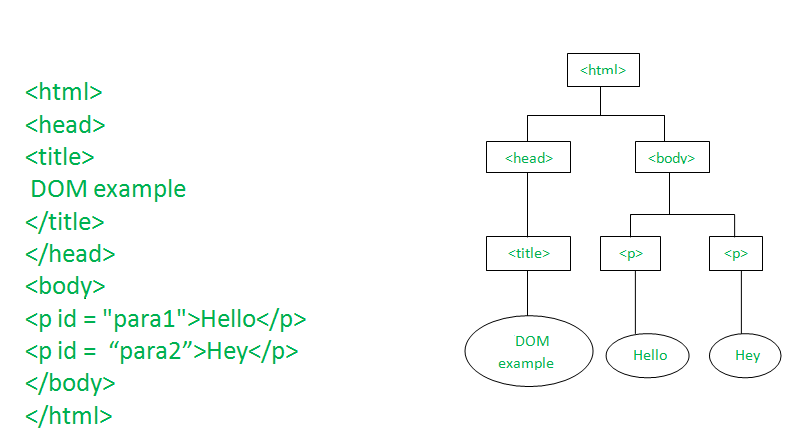 <html>
<head>
<title>
DOM example
</title>
</head>
<body>
<p id = "para1">Hello</p>
<p id =  “para2”>Hey</p>
</body>
</html>
<html>
<head>
<body>
<title>
<p>
<p>
DOM
example
Hello
Hey